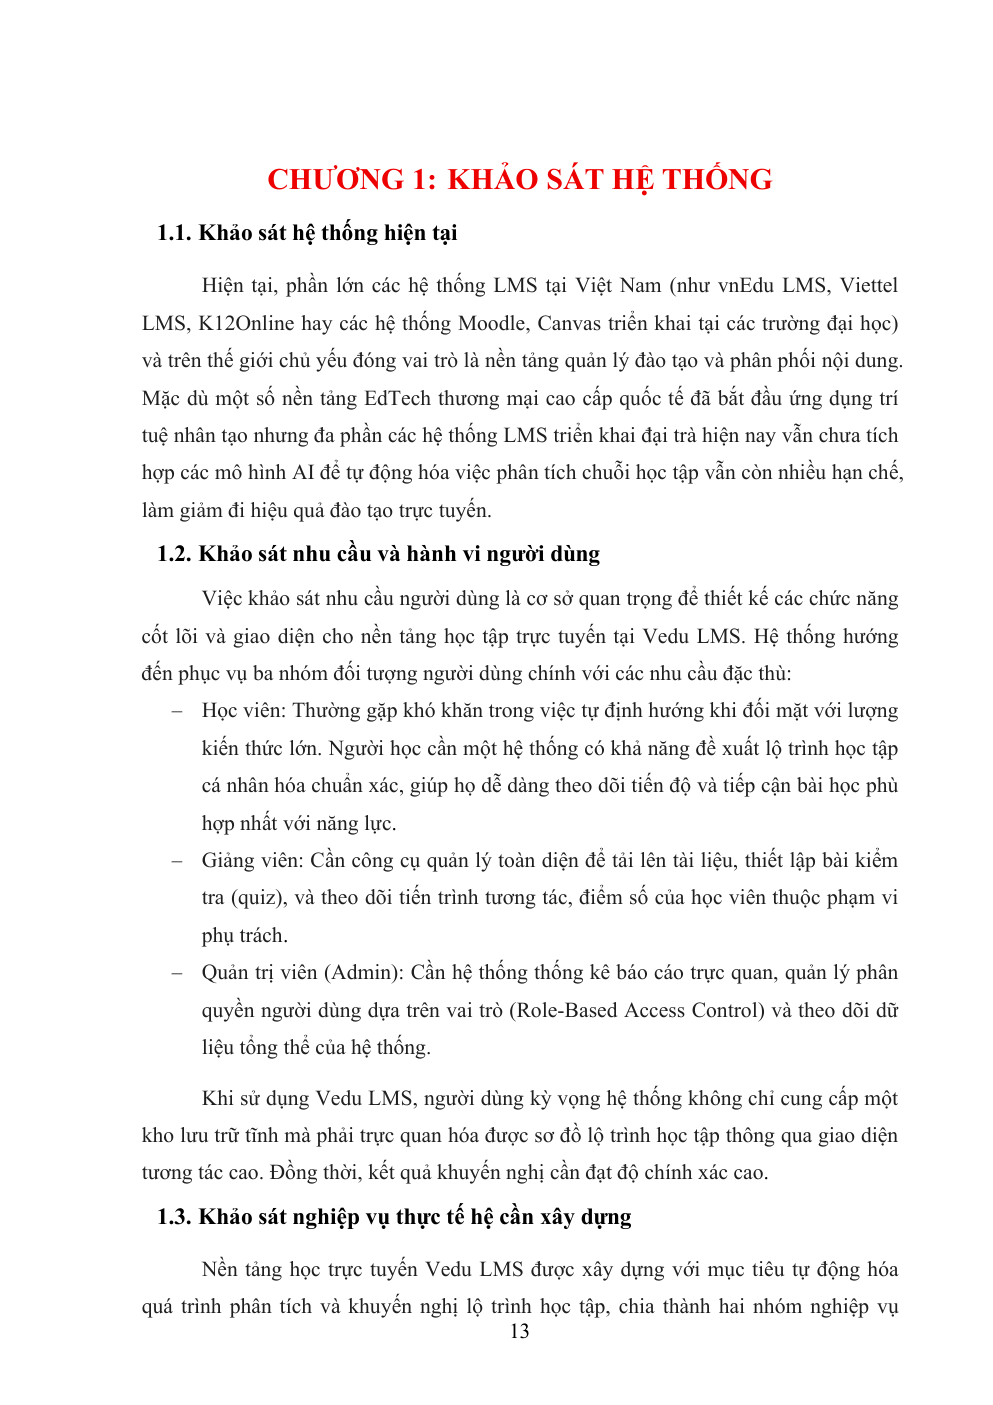 CHƯƠNG 1: KHẢO SÁT HỆ THỐNG
1.1. Khảo sát hệ thống hiện tại
Hiện tại, phần lớn các hệ thống LMS tại Việt Nam (như vnEdu LMS, Viettel
LMS, K12Online hay các hệ thống Moodle, Canvas triển khai tại các trường đại học)
và trên thế giới chủ yếu đóng vai trò là nền tảng quản lý đào tạo và phân phối nội dung.
Mặc dù một số nền tảng EdTech thương mại cao cấp quốc tế đã bắt đầu ứng dụng trí
tuệ nhân tạo nhưng đa phần các hệ thống LMS triển khai đại trà hiện nay vẫn chưa tích
hợp các mô hình AI để tự động hóa việc phân tích chuỗi học tập vẫn còn nhiều hạn chế,
làm giảm đi hiệu quả đào tạo trực tuyến.
1.2. Khảo sát nhu cầu và hành vi người dùng
Việc khảo sát nhu cầu người dùng là cơ sở quan trọng để thiết kế các chức năng
cốt lõi và giao diện cho nền tảng học tập trực tuyến tại Vedu LMS. Hệ thống hướng
đến phục vụ ba nhóm đối tượng người dùng chính với các nhu cầu đặc thù:
– Học viên: Thường gặp khó khăn trong việc tự định hướng khi đối mặt với lượng
kiến thức lớn. Người học cần một hệ thống có khả năng đề xuất lộ trình học tập
cá nhân hóa chuẩn xác, giúp họ dễ dàng theo dõi tiến độ và tiếp cận bài học phù
hợp nhất với năng lực.
– Giảng viên: Cần công cụ quản lý toàn diện để tải lên tài liệu, thiết lập bài kiểm
tra (quiz), và theo dõi tiến trình tương tác, điểm số của học viên thuộc phạm vi
phụ trách.
– Quản trị viên (Admin): Cần hệ thống thống kê báo cáo trực quan, quản lý phân
quyền người dùng dựa trên vai trò (Role-Based Access Control) và theo dõi dữ
liệu tổng thể của hệ thống.
Khi sử dụng Vedu LMS, người dùng kỳ vọng hệ thống không chỉ cung cấp một
kho lưu trữ tĩnh mà phải trực quan hóa được sơ đồ lộ trình học tập thông qua giao diện
tương tác cao. Đồng thời, kết quả khuyến nghị cần đạt độ chính xác cao.
1.3. Khảo sát nghiệp vụ thực tế hệ cần xây dựng
Nền tảng học trực tuyến Vedu LMS được xây dựng với mục tiêu tự động hóa
quá trình phân tích và khuyến nghị lộ trình học tập, chia thành hai nhóm nghiệp vụ
13